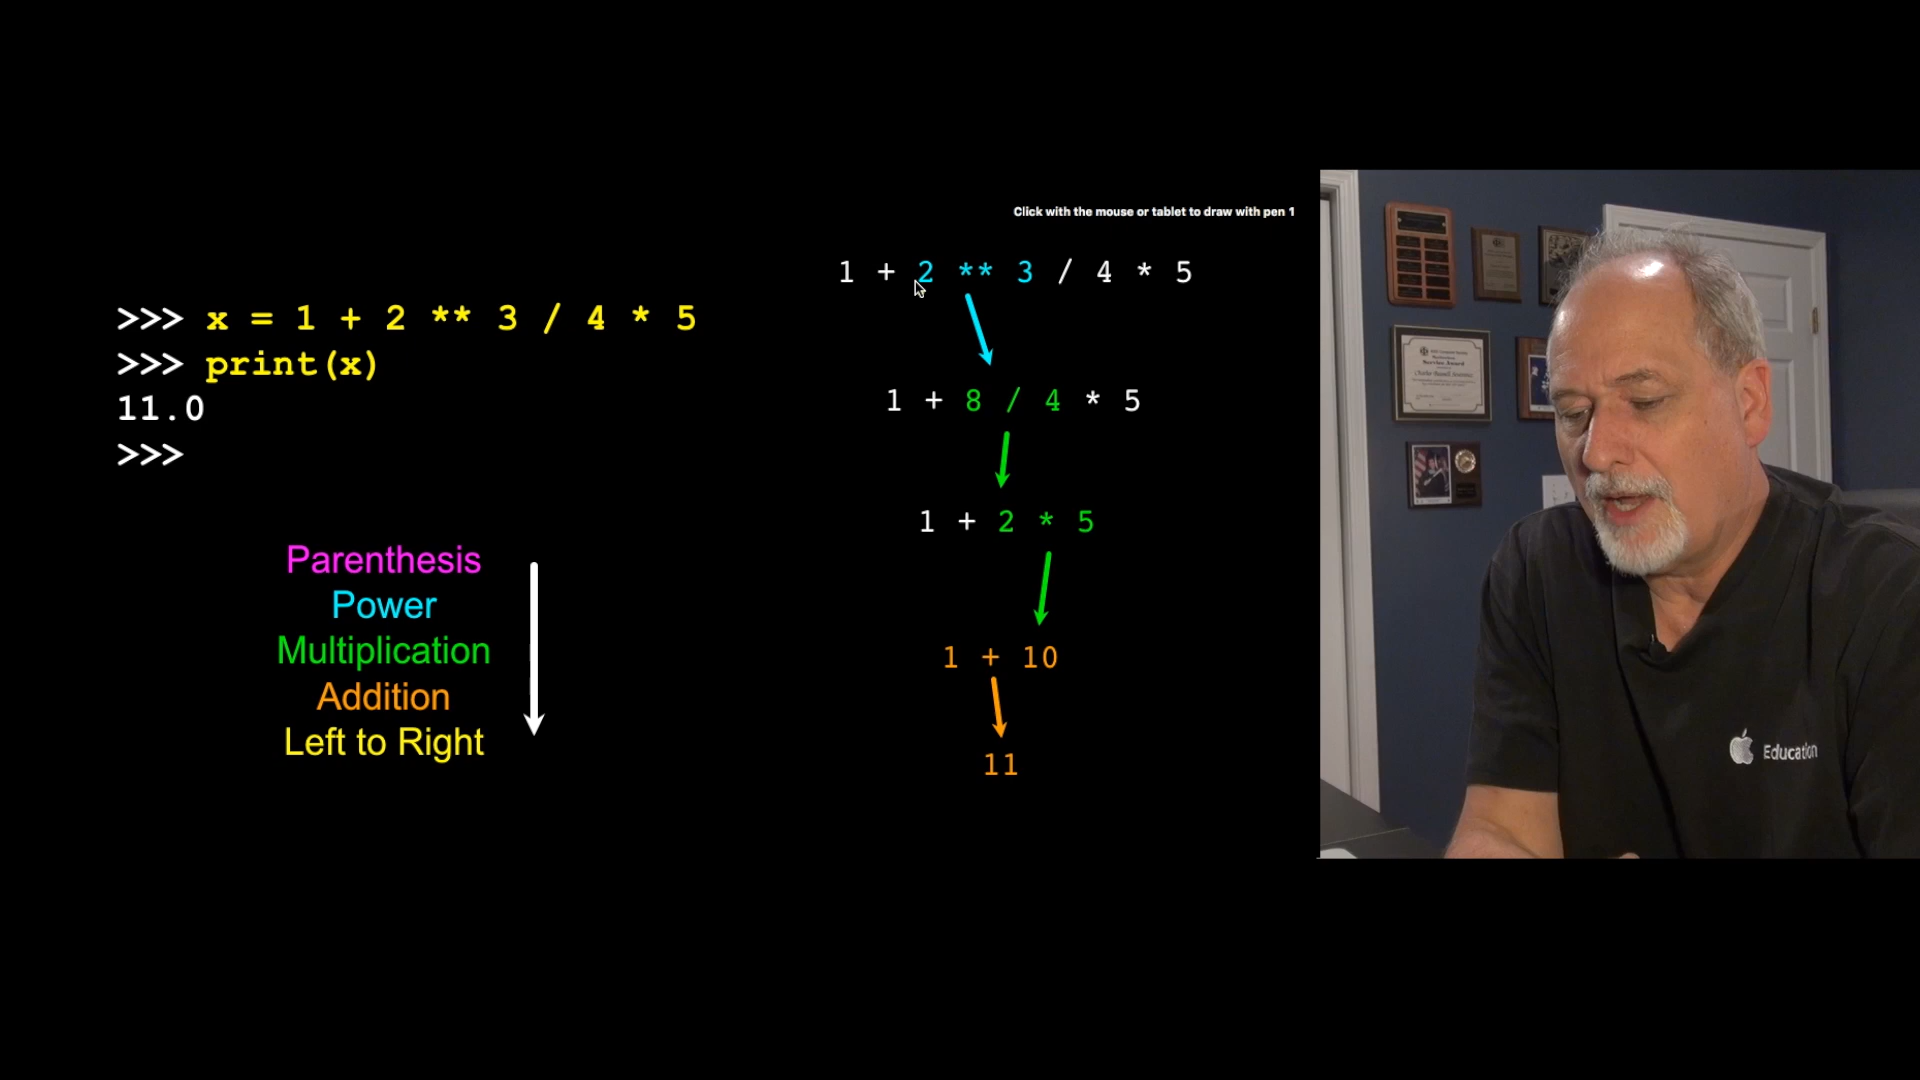 Click with the mouse or tablet to draw with pen 1
>>> x = 1 + 2 ** 3 / 4 * 5
>>> print(x)
11.0
>>>
Parenthesis
Power
Multiplication
Addition
Left to Right
1 + 2 ** 3 / 4 * 5
1 + 8 / 4 * 5
1 + 2 * 5
1 + 10
11
Education